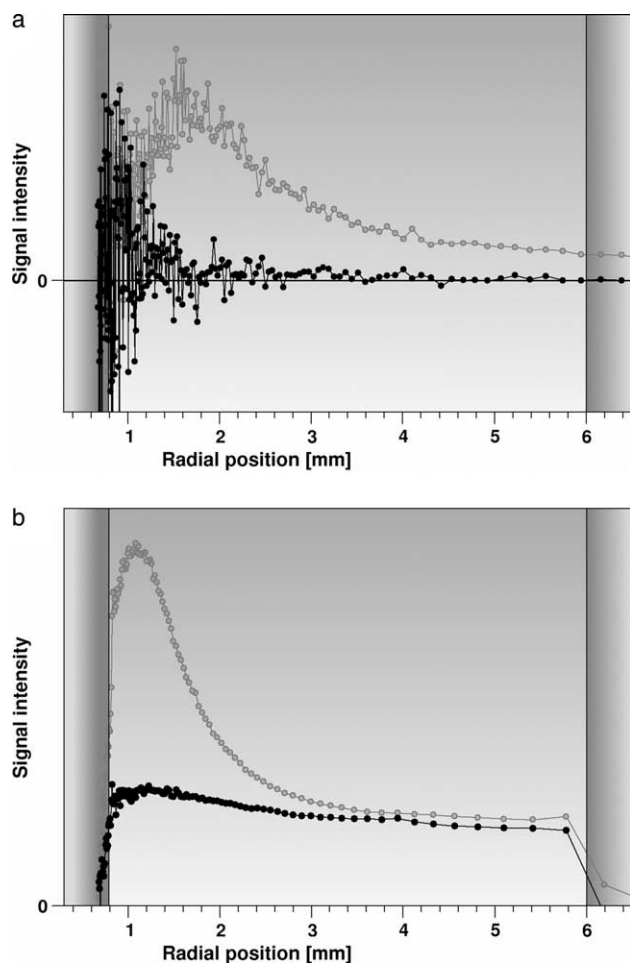 a
Signal intensity
0
1 2 3 4 5 6
Radial position [mm]
b
Signal intensity
0
1 2 3 4 5 6
Radial position [mm]